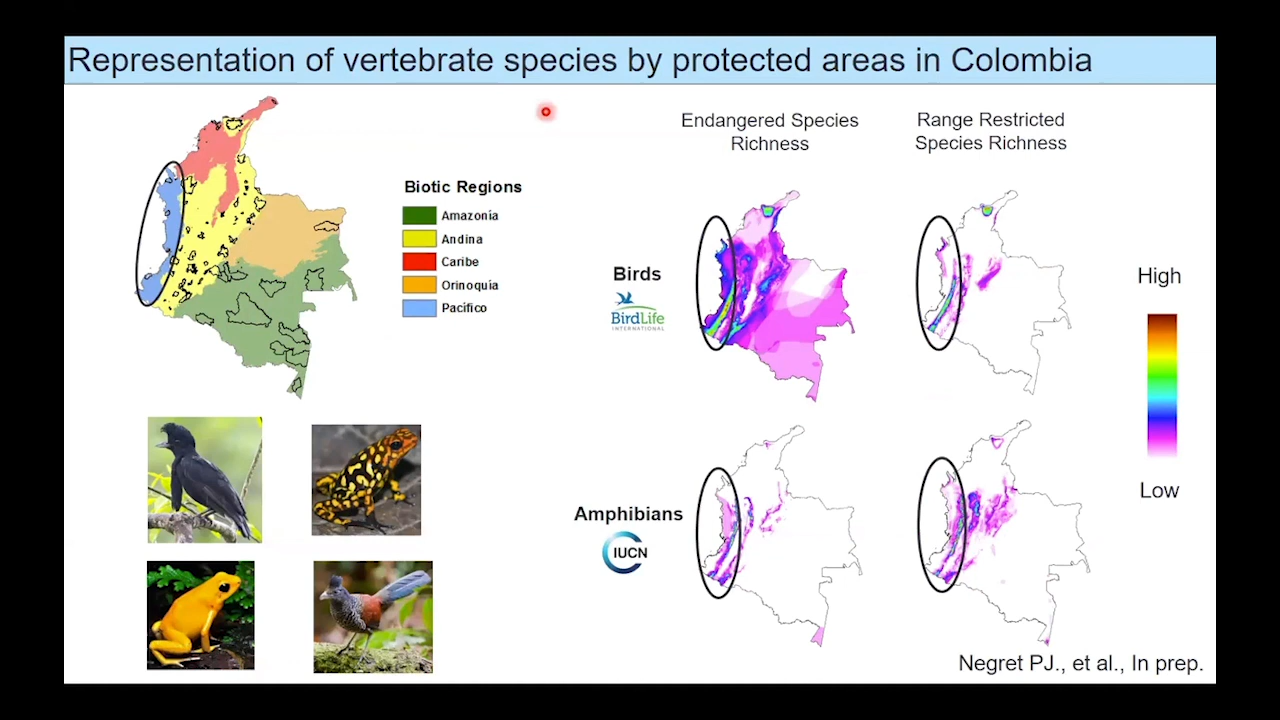 Representation of vertebrate species by protected areas in Colombia
Endangered Species
Richness
Range Restricted
Species Richness
Biotic Regions
Amazonia
Andina
Caribe
Orinoquia
Pacífico
Birds
BirdLife
INTERNATIONAL
High
Low
Amphibians
IUCN
Negret PJ., et al., In prep.